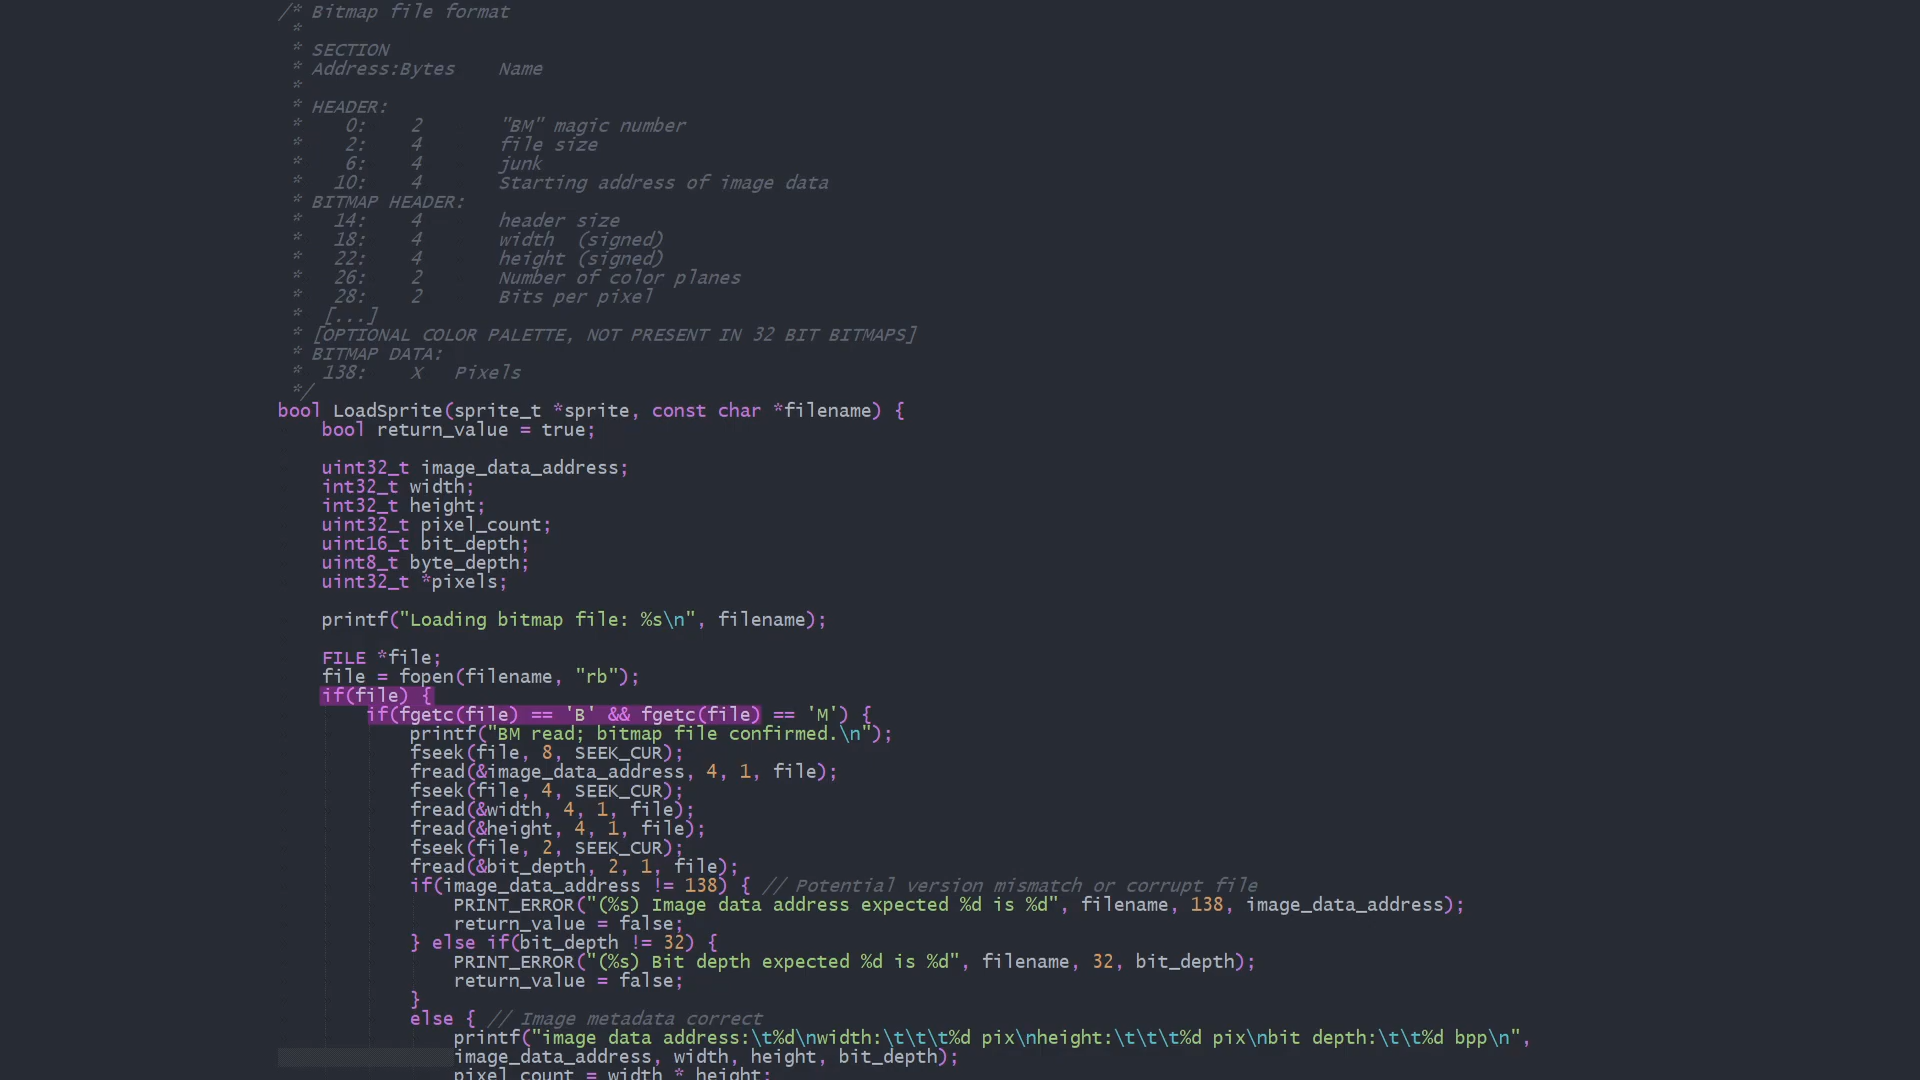 /* Bitmap file format
 *
 * SECTION
 * Address:Bytes    Name
 *
 * HEADER:
 *    0:    2       "BM" magic number
 *    2:    4       file size
 *    6:    4       junk
 *   10:    4       Starting address of image data
 * BITMAP HEADER:
 *   14:    4       header size
 *   18:    4       width  (signed)
 *   22:    4       height (signed)
 *   26:    2       Number of color planes
 *   28:    2       Bits per pixel
 *  [...]
 * [OPTIONAL COLOR PALETTE, NOT PRESENT IN 32 BIT BITMAPS]
 * BITMAP DATA:
 *  138:    X   Pixels
 */
bool LoadSprite(sprite_t *sprite, const char *filename) {
    bool return_value = true;

    uint32_t image_data_address;
    int32_t width;
    int32_t height;
    uint32_t pixel_count;
    uint16_t bit_depth;
    uint8_t byte_depth;
    uint32_t *pixels;

    printf("Loading bitmap file: %s\n", filename);

    FILE *file;
    file = fopen(filename, "rb");
    if(file) {
        if(fgetc(file) == 'B' && fgetc(file) == 'M') {
            printf("BM read; bitmap file confirmed.\n");
            fseek(file, 8, SEEK_CUR);
            fread(&image_data_address, 4, 1, file);
            fseek(file, 4, SEEK_CUR);
            fread(&width, 4, 1, file);
            fread(&height, 4, 1, file);
            fseek(file, 2, SEEK_CUR);
            fread(&bit_depth, 2, 1, file);
            if(image_data_address != 138) { // Potential version mismatch or corrupt file
                PRINT_ERROR("(%s) Image data address expected %d is %d", filename, 138, image_data_address);
                return_value = false;
            } else if(bit_depth != 32) {
                PRINT_ERROR("(%s) Bit depth expected %d is %d", filename, 32, bit_depth);
                return_value = false;
            }
            else { // Image metadata correct
                printf("image data address:\t%d\nwidth:\t\t\t%d pix\nheight:\t\t\t%d pix\nbit depth:\t\t%d bpp\n",
                image_data_address, width, height, bit_depth);
                pixel_count = width * height;